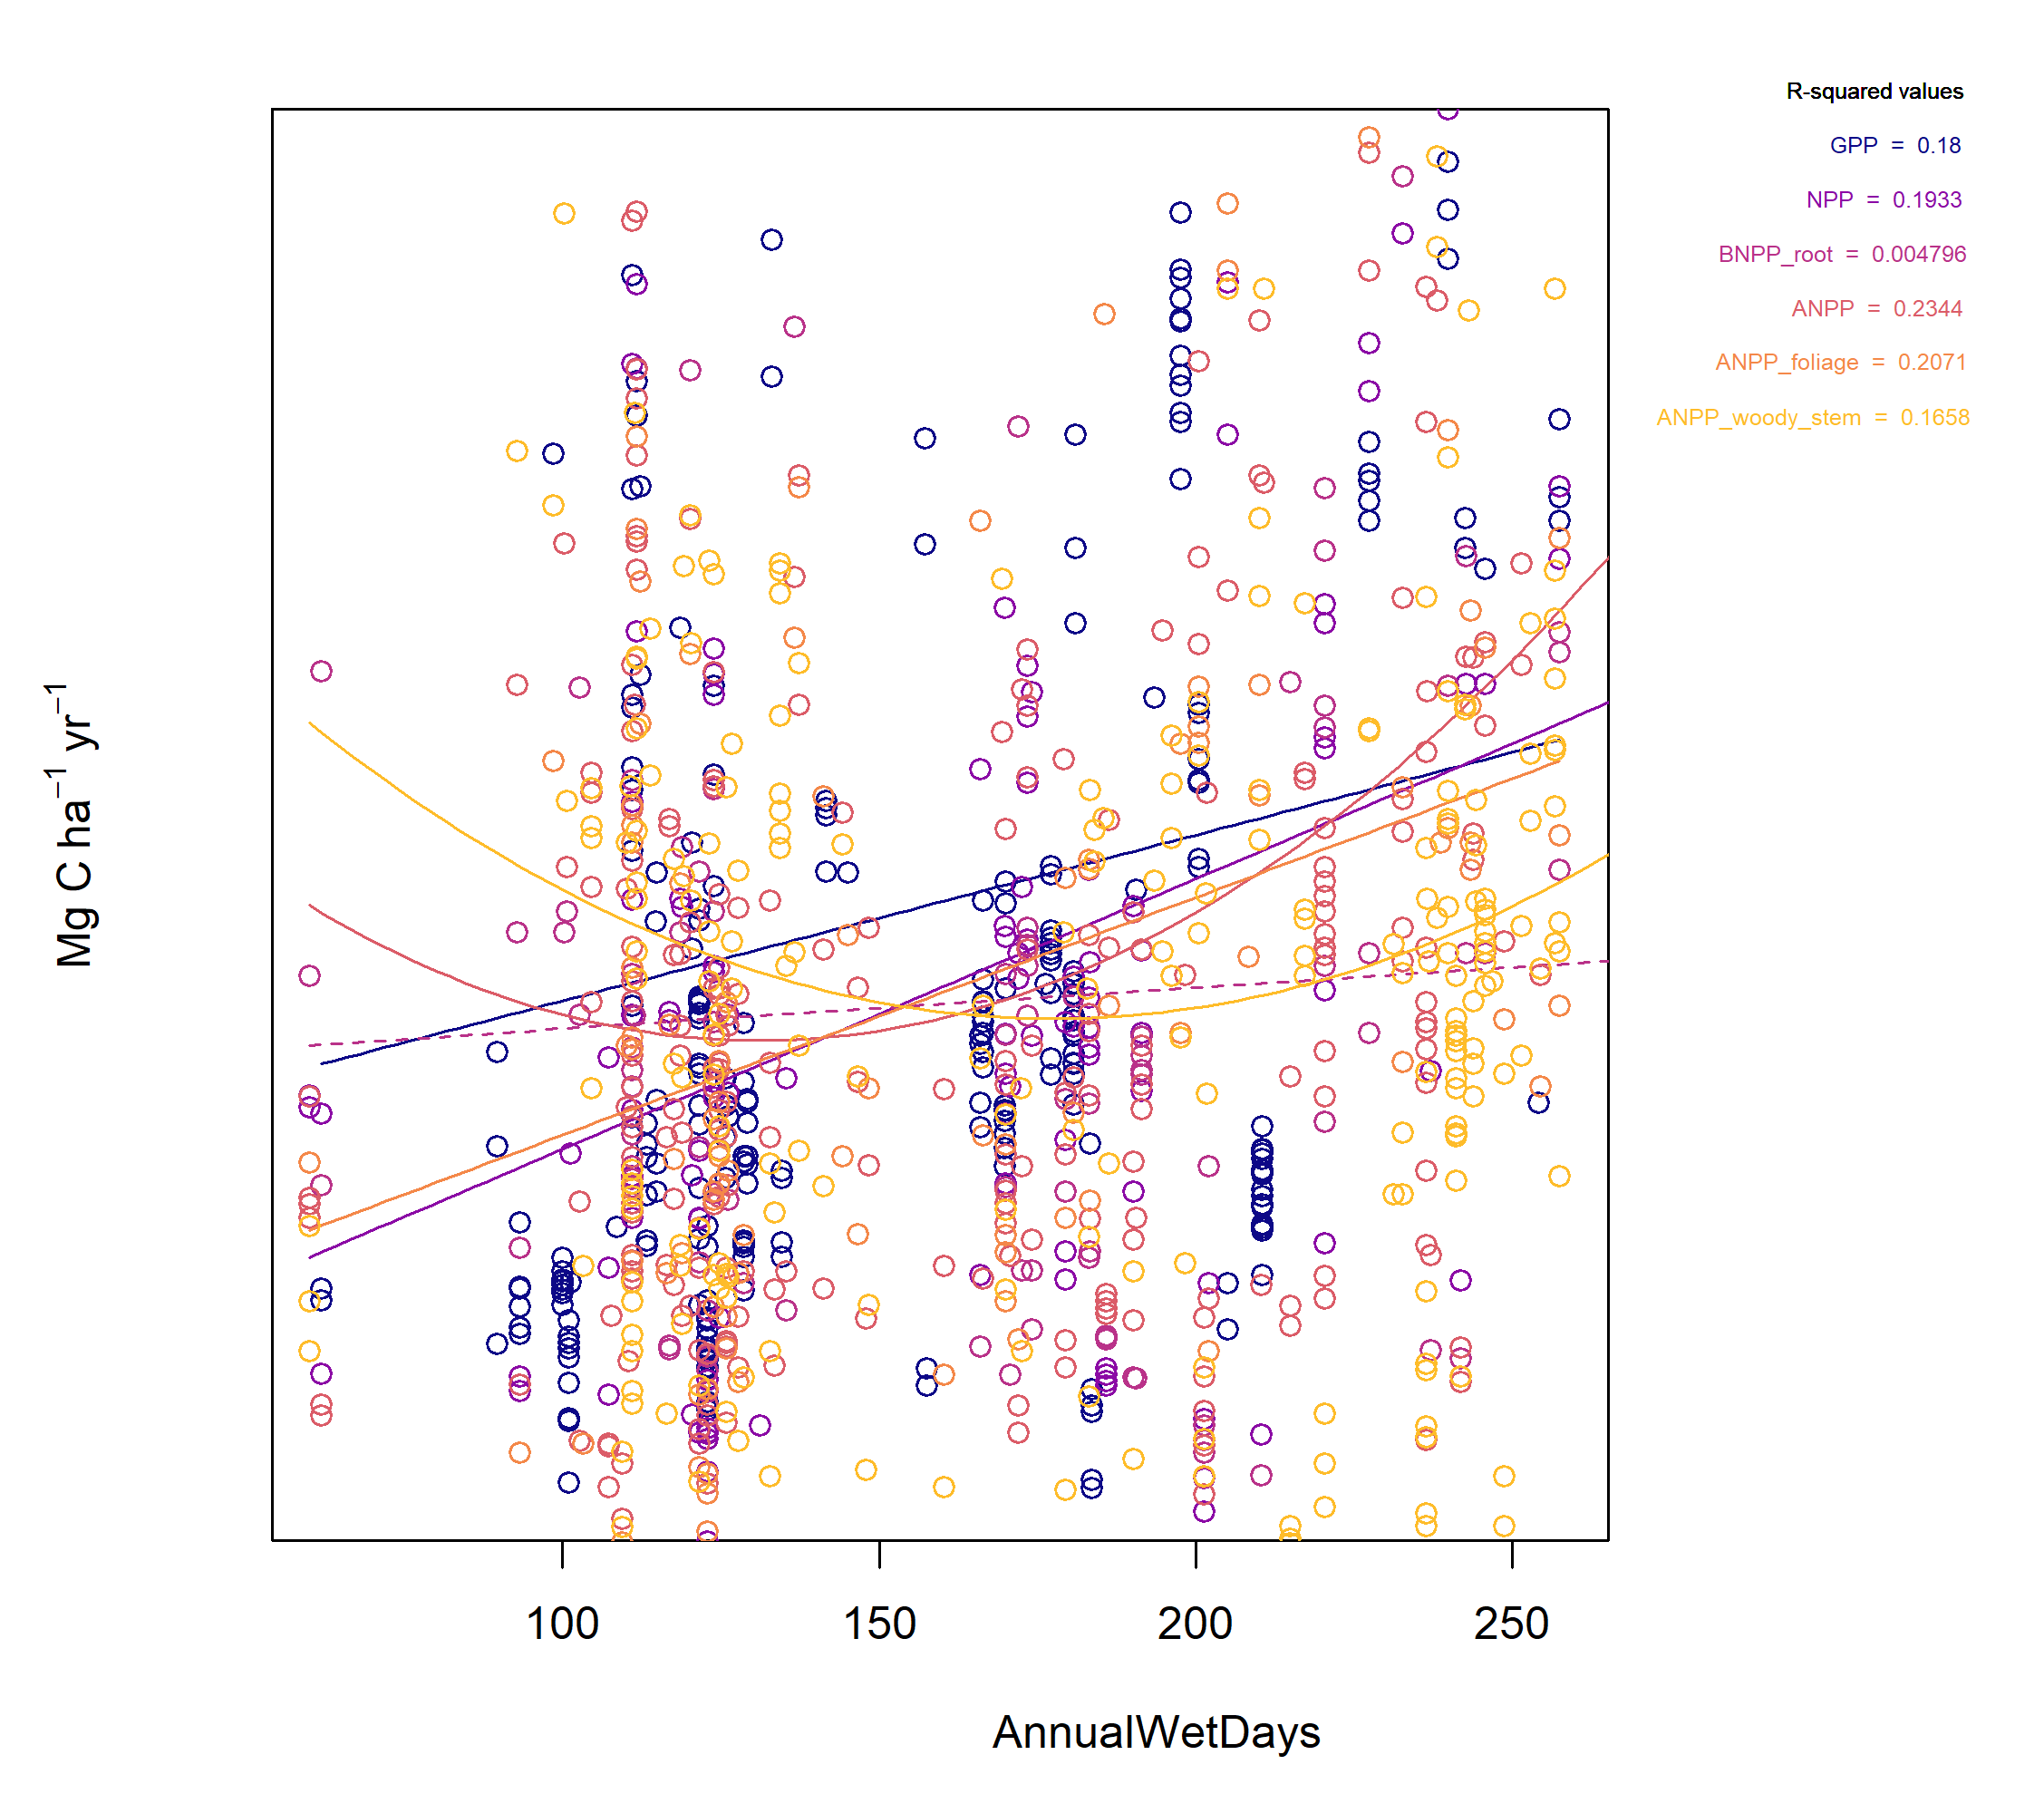 R-squared values
GPP = 0.18
NPP = 0.1933
BNPP_root = 0.004796
ANPP = 0.2344
ANPP_foliage = 0.2071
ANPP_woody_stem = 0.1658
Mg C ha⁻¹ yr⁻¹
100 150 200 250
AnnualWetDays